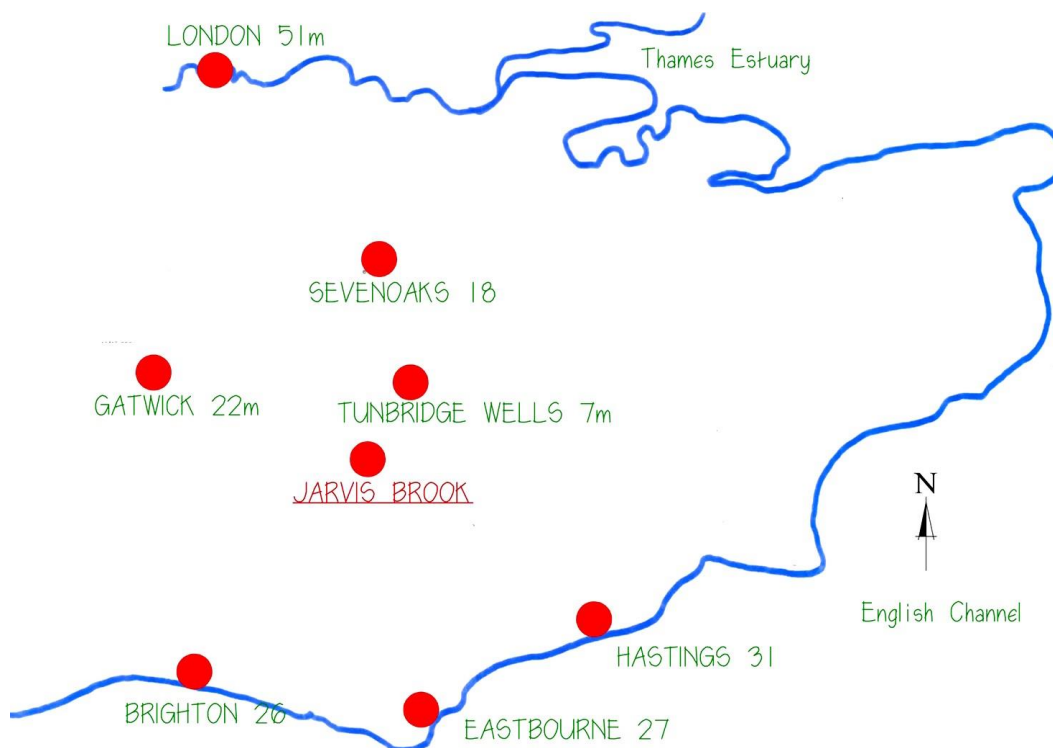 LONDON 51m
Thames Estuary
SEVENOAKS 18
GATWICK 22m
TUNBRIDGE WELLS 7m
JARVIS BROOK
N
English Channel
HASTINGS 31
BRIGHTON 26
EASTBOURNE 27